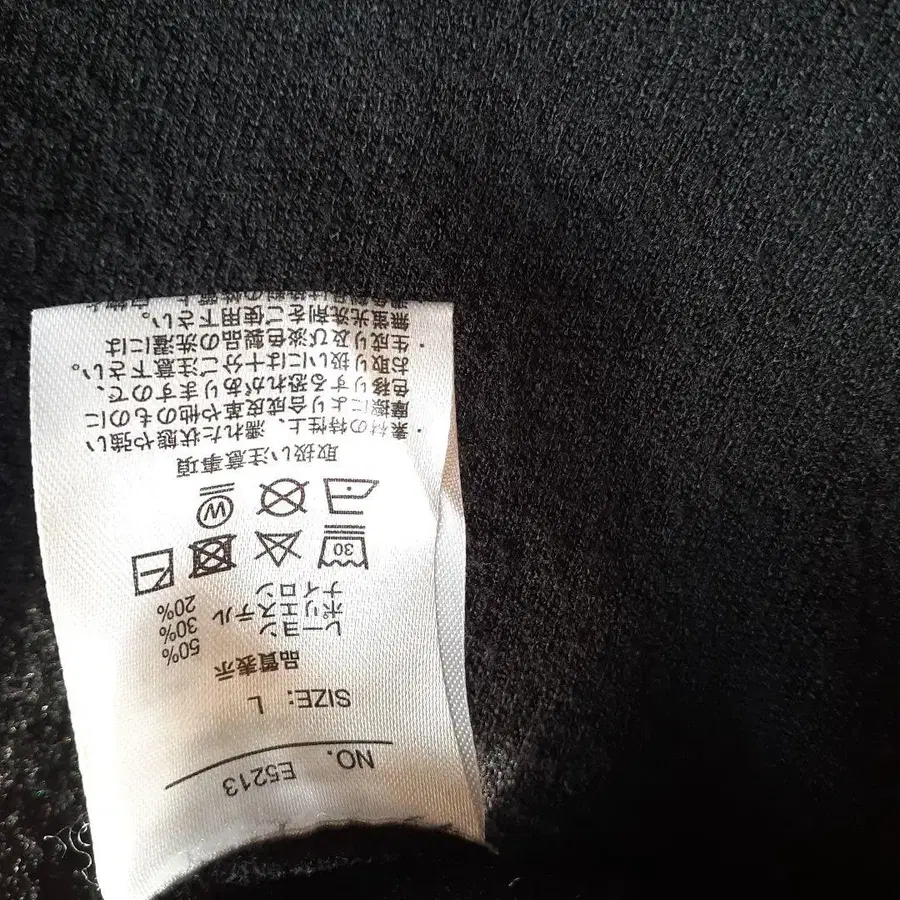 NO. E5213
SIZE: L
品質表示
レーヨン 50%
ポリエステル 30%
ナイロン 20%
30
W
取扱い注意事項
・素材の特性上、濡れた状態や強い
摩擦により合成皮革や他のものに
色移りする恐れがありますので、
お取り扱いには十分ご注意下さい。
・生成り及び淡色製品の洗濯には
無蛍光洗剤をご使用下さい。